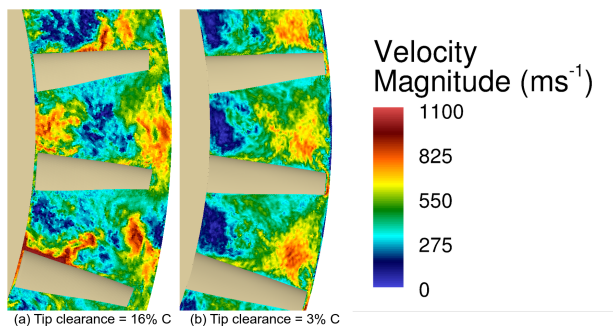 Velocity
Magnitude (ms⁻¹)
1100
825
550
275
0
(a) Tip clearance = 16% C
(b) Tip clearance = 3% C